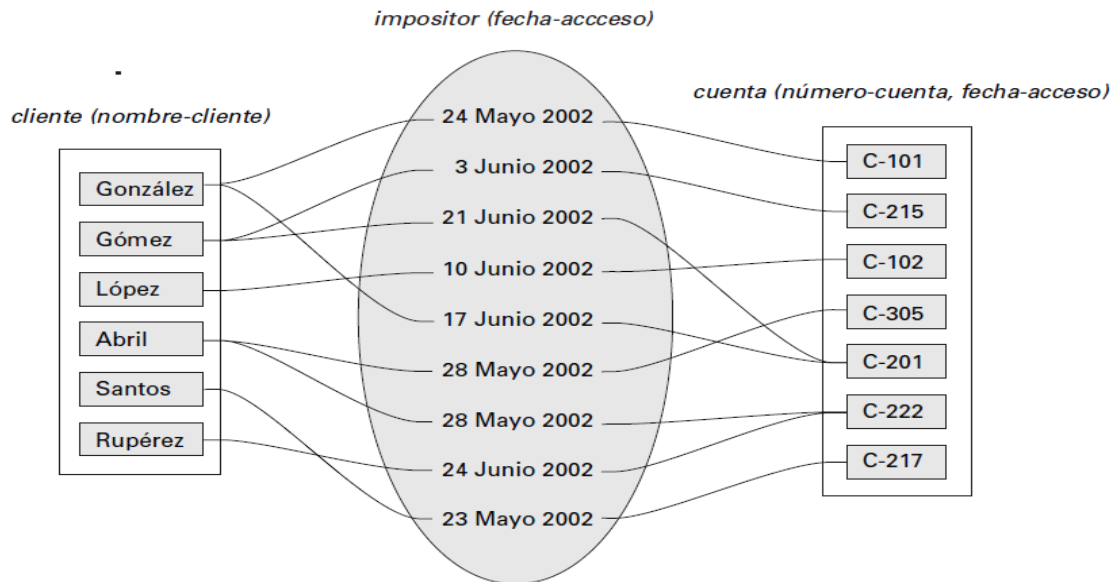 impositor (fecha-accceso)
cliente (nombre-cliente)
cuenta (número-cuenta, fecha-acceso)
González
Gómez
López
Abril
Santos
Rupérez
24 Mayo 2002
3 Junio 2002
21 Junio 2002
10 Junio 2002
17 Junio 2002
28 Mayo 2002
28 Mayo 2002
24 Junio 2002
23 Mayo 2002
C-101
C-215
C-102
C-305
C-201
C-222
C-217